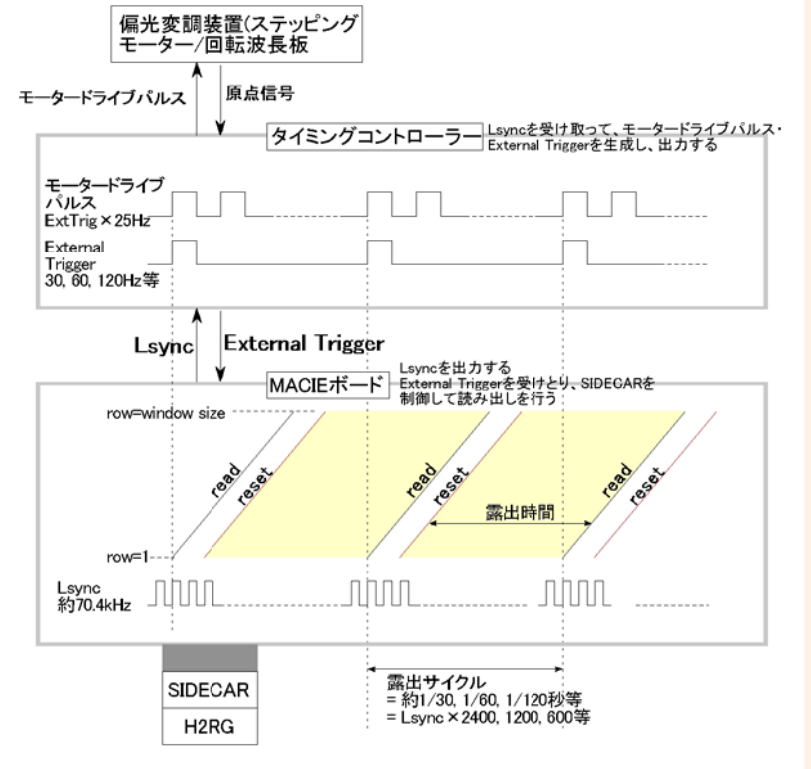 偏光変調装置(ステッピング
モーター/回転波長板
モータードライブパルス
原点信号
タイミングコントローラー
Lsyncを受け取って、モータードライブパルス・
External Triggerを生成し、出力する
モータードライブ
パルス
ExtTrig×25Hz
External
Trigger
30, 60, 120Hz等
Lsync
External Trigger
MACIEボード
Lsyncを出力する
External Triggerを受けとり、SIDECARを
制御して読み出しを行う
row=window size
read
reset
read
reset
read
reset
露出時間
row=1
Lsync
約70.4kHz
SIDECAR
H2RG
露出サイクル
= 約1/30, 1/60, 1/120秒等
= Lsync×2400, 1200, 600等